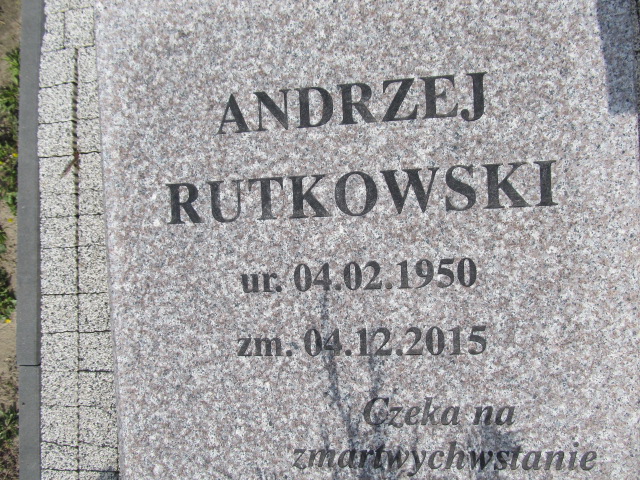 ANDRZEJ
RUTKOWSKI
ur. 04.02.1950
zm. 04.12.2015
Czeka na
zmartwychwstanie